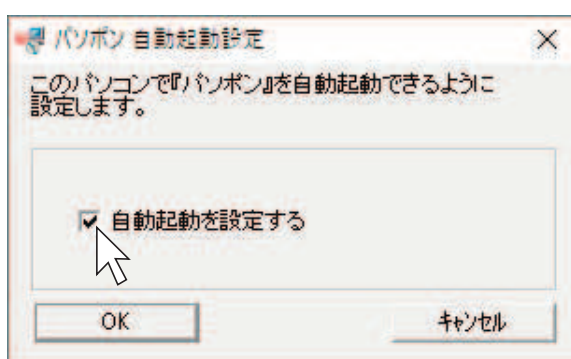 パソポン 自動起動設定
このパソコンで『パソポン』を自動起動できるように
設定します。
自動起動を設定する
OK
キャンセル